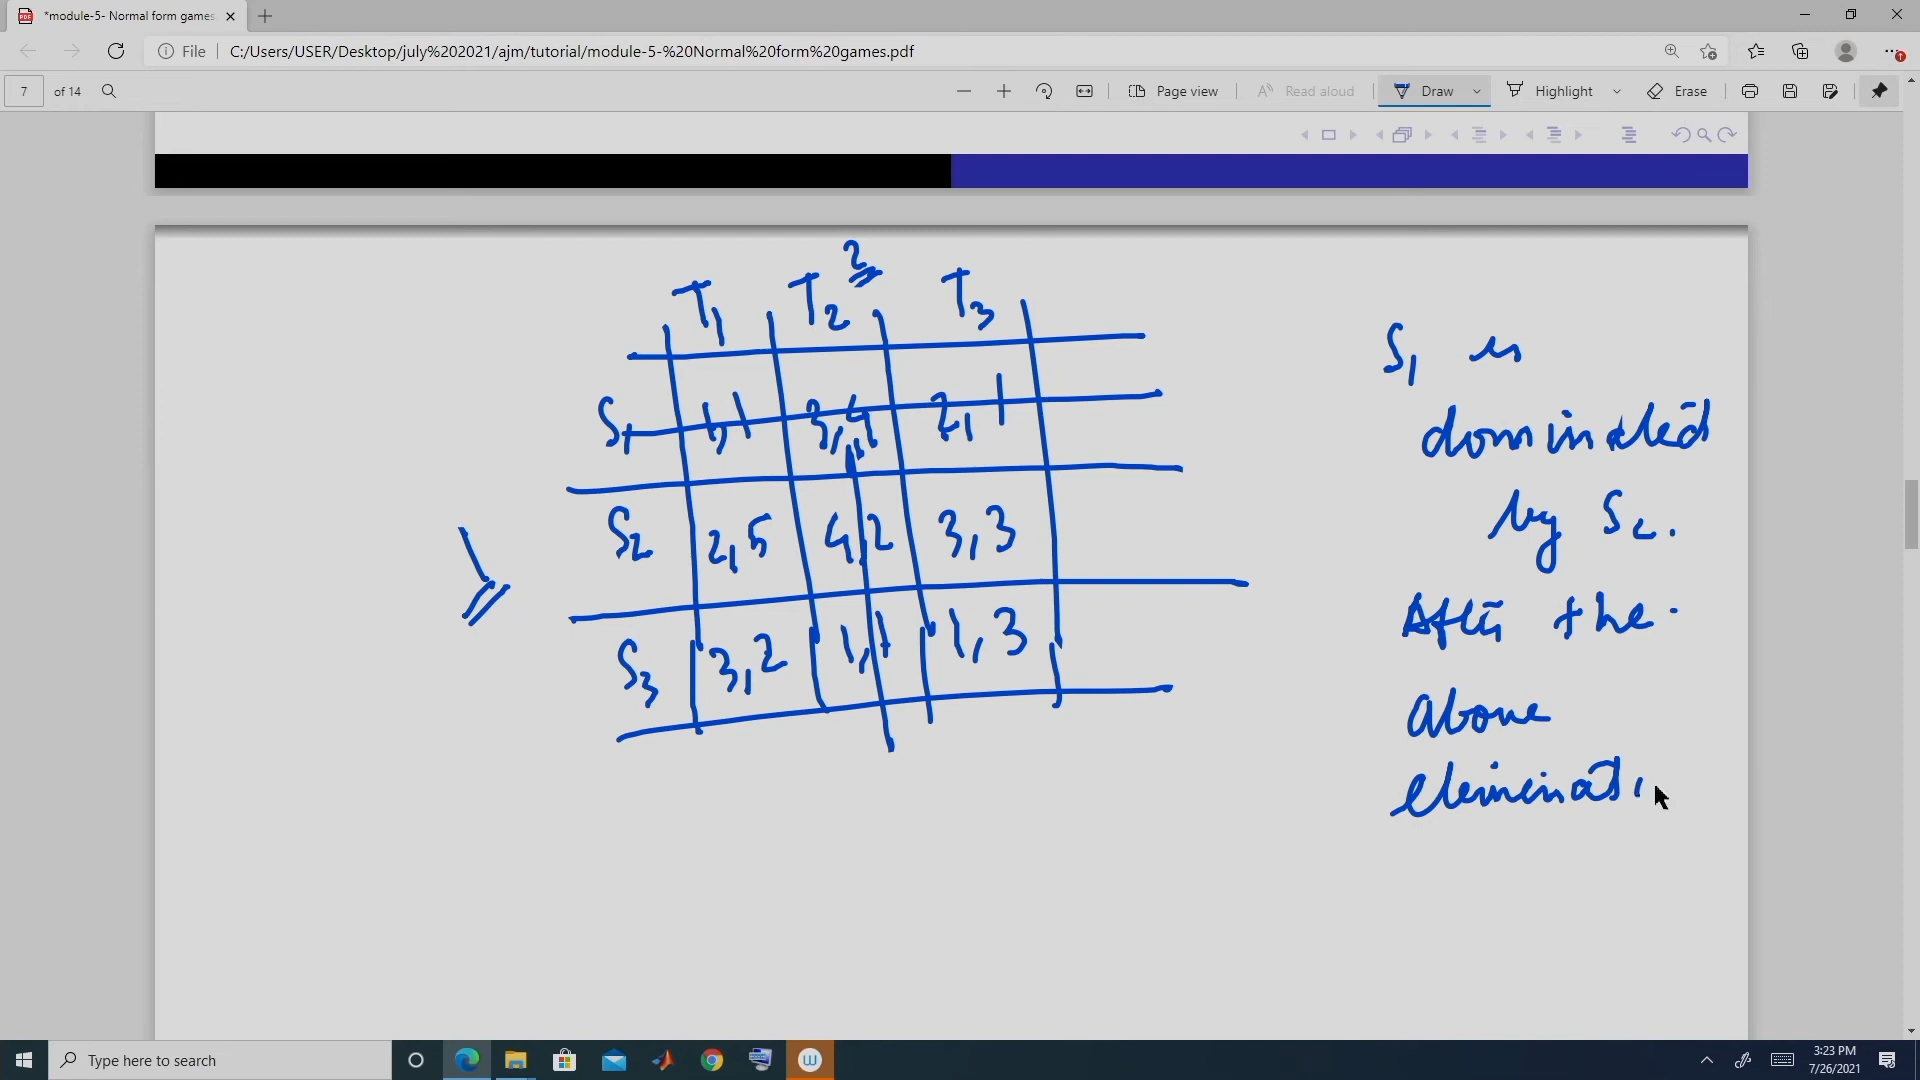 *module-5- Normal form games
File C:/Users/USER/Desktop/july%202021/ajm/tutorial/module-5-%20Normal%20form%20games.pdf
7 of 14 Page view Read aloud Draw Highlight Erase
2
T1 T2 T3
S1 1,1 3,4 2,1
S2 2,5 4,2 3,3
S3 3,2 1,1 1,3
1
S1 is
dominated
by S2.
After the
above
eliminati
Type here to search
3:23 PM
7/26/2021